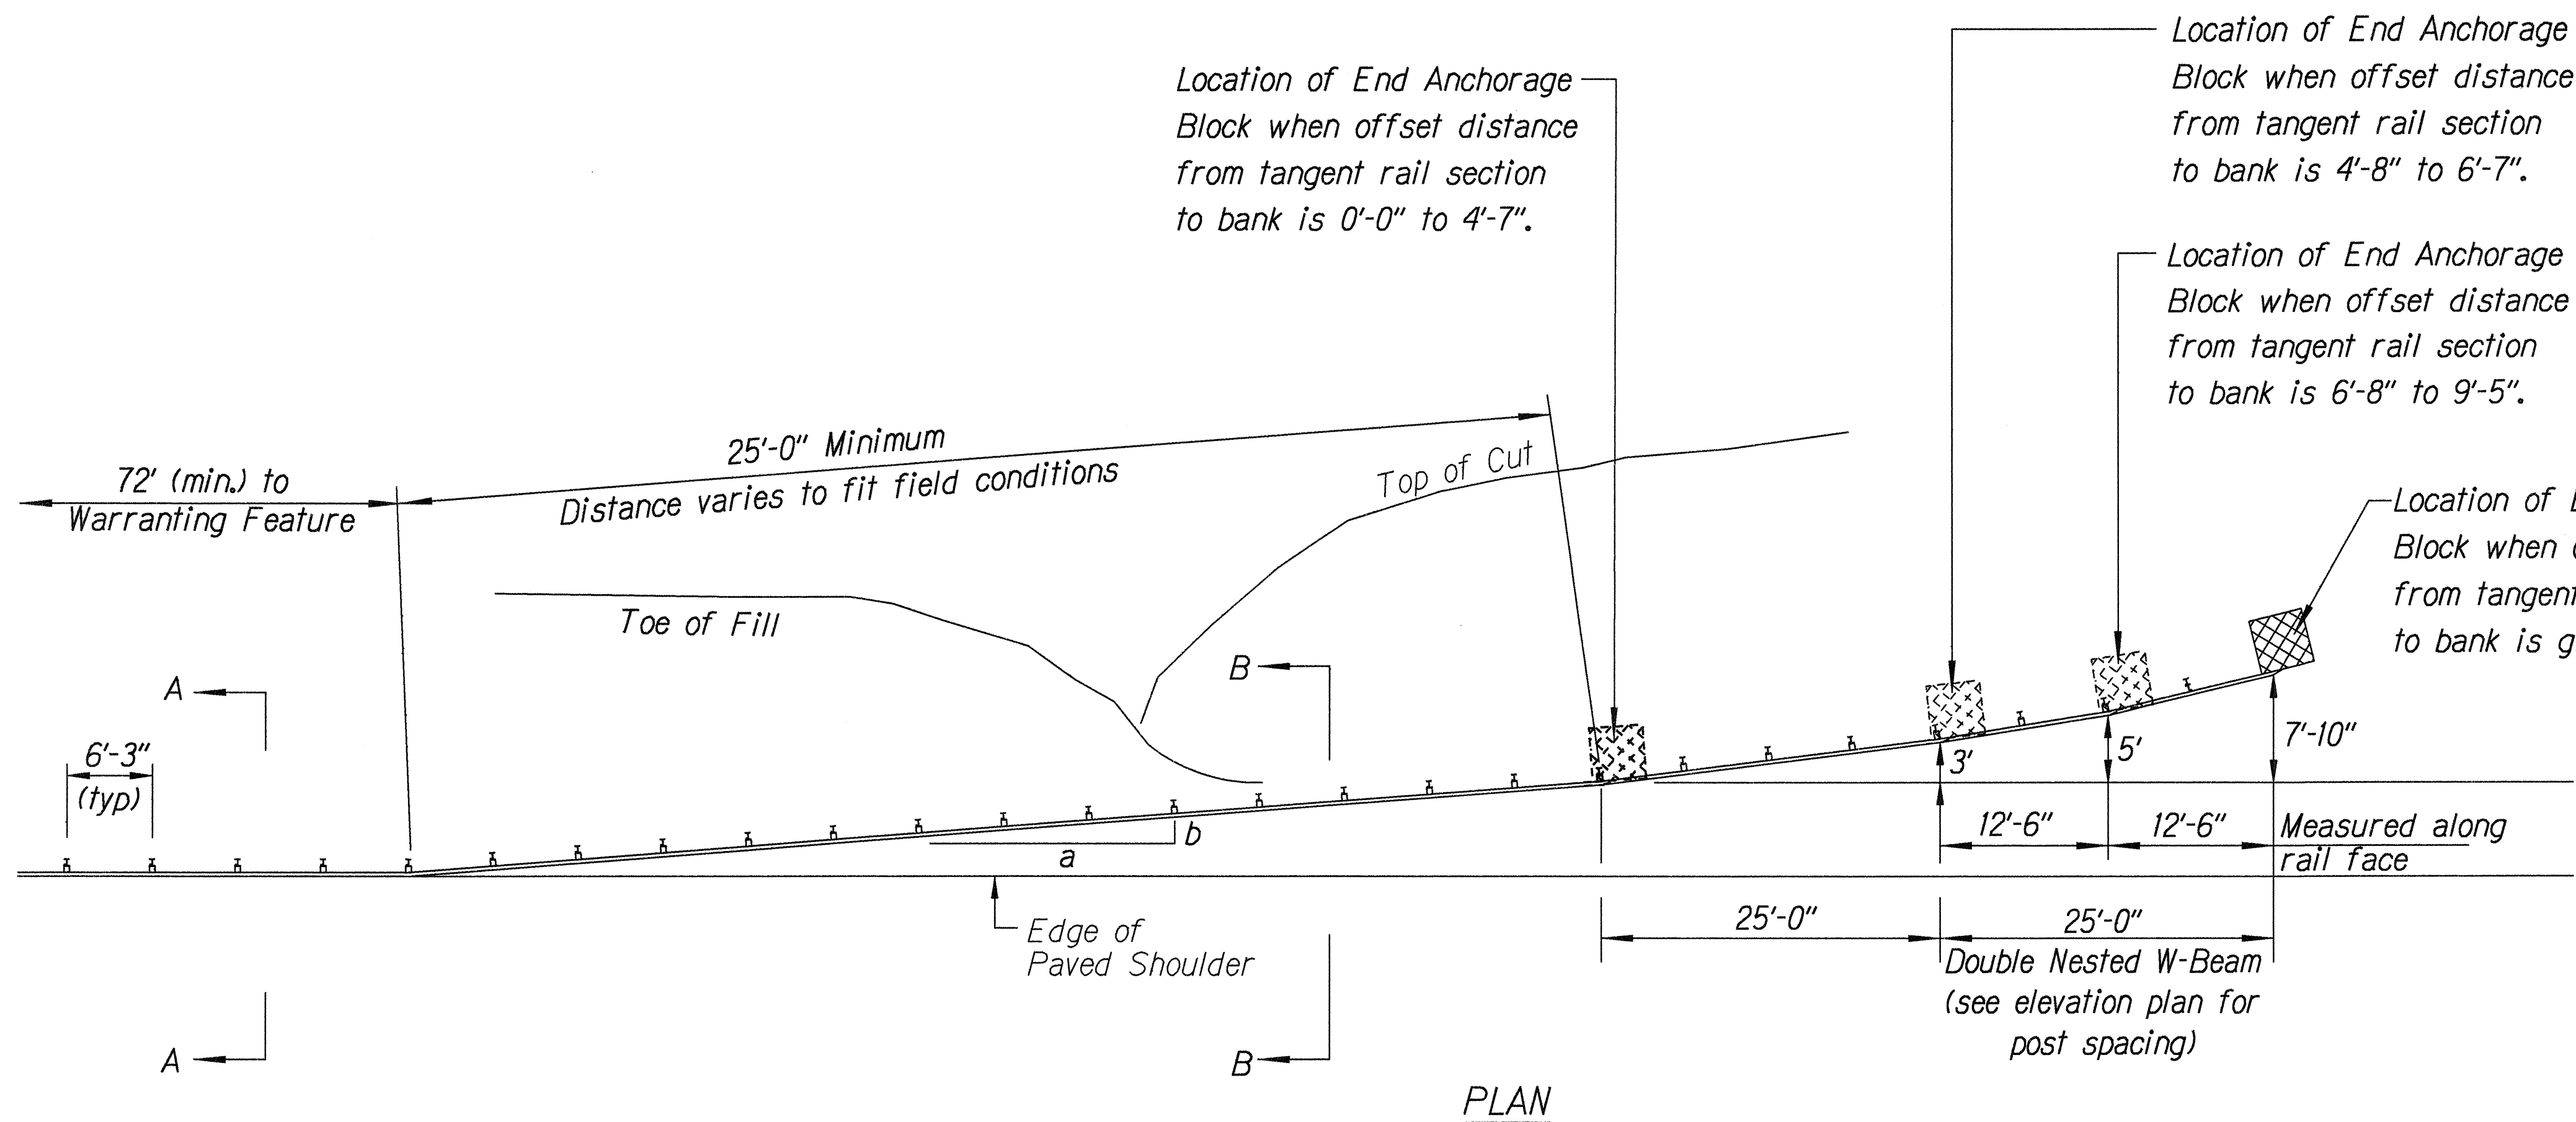 Location of End Anchorage
Block when offset distance
from tangent rail section
to bank is 4'-8" to 6'-7".
Location of End Anchorage
Block when offset distance
from tangent rail section
to bank is 0'-0" to 4'-7".
Location of End Anchorage
Block when offset distance
from tangent rail section
to bank is 6'-8" to 9'-5".
25'-0" Minimum
Distance varies to fit field conditions
Top of Cut
72' (min.) to
Warranting Feature
Location of
Block when
from tangent
to bank is
Toe of Fill
A
B
6'-3"
(typ)
3'
5'
7'-10"
b
a
12'-6"
12'-6"
Measured along
rail face
Edge of
Paved Shoulder
25'-0"
25'-0"
Double Nested W-Beam
(see elevation plan for
post spacing)
A
B
PLAN